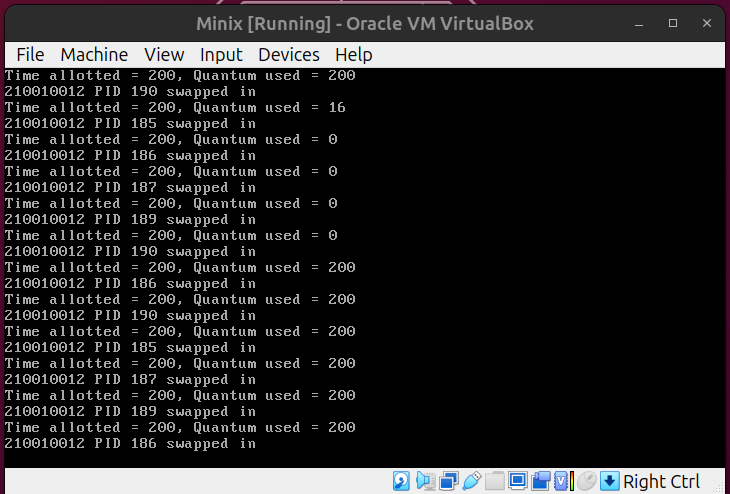 Minix [Running] - Oracle VM VirtualBox
File Machine View Input Devices Help
Time allotted = 200, Quantum used = 200
210010012 PID 190 swapped in
Time allotted = 200, Quantum used = 16
210010012 PID 185 swapped in
Time allotted = 200, Quantum used = 0
210010012 PID 186 swapped in
Time allotted = 200, Quantum used = 0
210010012 PID 187 swapped in
Time allotted = 200, Quantum used = 0
210010012 PID 189 swapped in
Time allotted = 200, Quantum used = 0
210010012 PID 190 swapped in
Time allotted = 200, Quantum used = 200
210010012 PID 186 swapped in
Time allotted = 200, Quantum used = 200
210010012 PID 190 swapped in
Time allotted = 200, Quantum used = 200
210010012 PID 185 swapped in
Time allotted = 200, Quantum used = 200
210010012 PID 187 swapped in
Time allotted = 200, Quantum used = 200
210010012 PID 189 swapped in
Time allotted = 200, Quantum used = 200
210010012 PID 186 swapped in
Right Ctrl